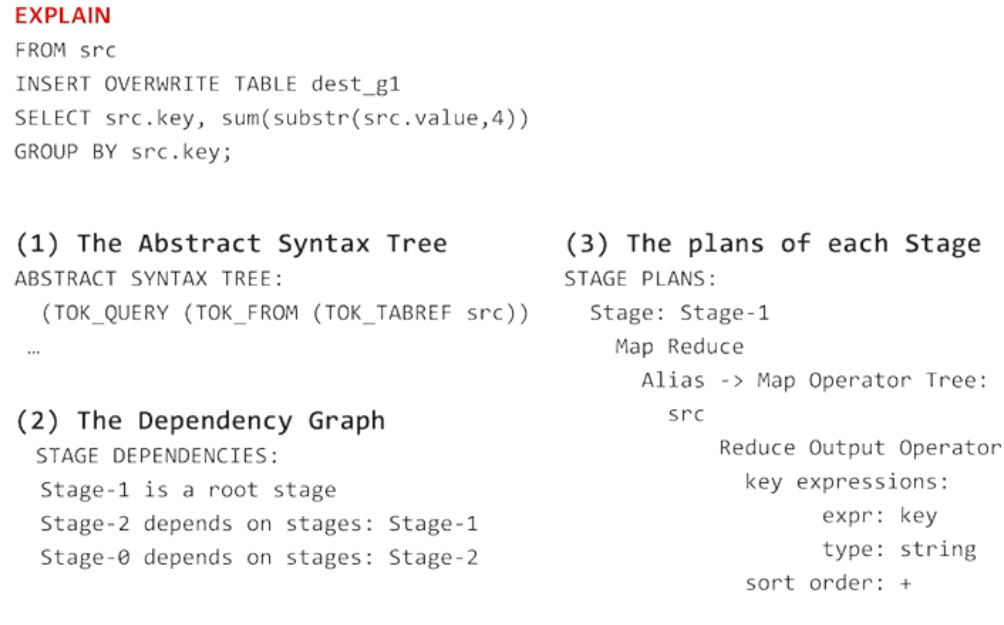 EXPLAIN
FROM src
INSERT OVERWRITE TABLE dest_g1
SELECT src.key, sum(substr(src.value,4))
GROUP BY src.key;
(1) The Abstract Syntax Tree
ABSTRACT SYNTAX TREE:
(TOK_QUERY (TOK_FROM (TOK_TABREF src))
…
(2) The Dependency Graph
STAGE DEPENDENCIES:
Stage-1 is a root stage
Stage-2 depends on stages: Stage-1
Stage-0 depends on stages: Stage-2
(3) The plans of each Stage
STAGE PLANS:
Stage: Stage-1
Map Reduce
Alias -> Map Operator Tree:
src
Reduce Output Operator
key expressions:
expr: key
type: string
sort order: +